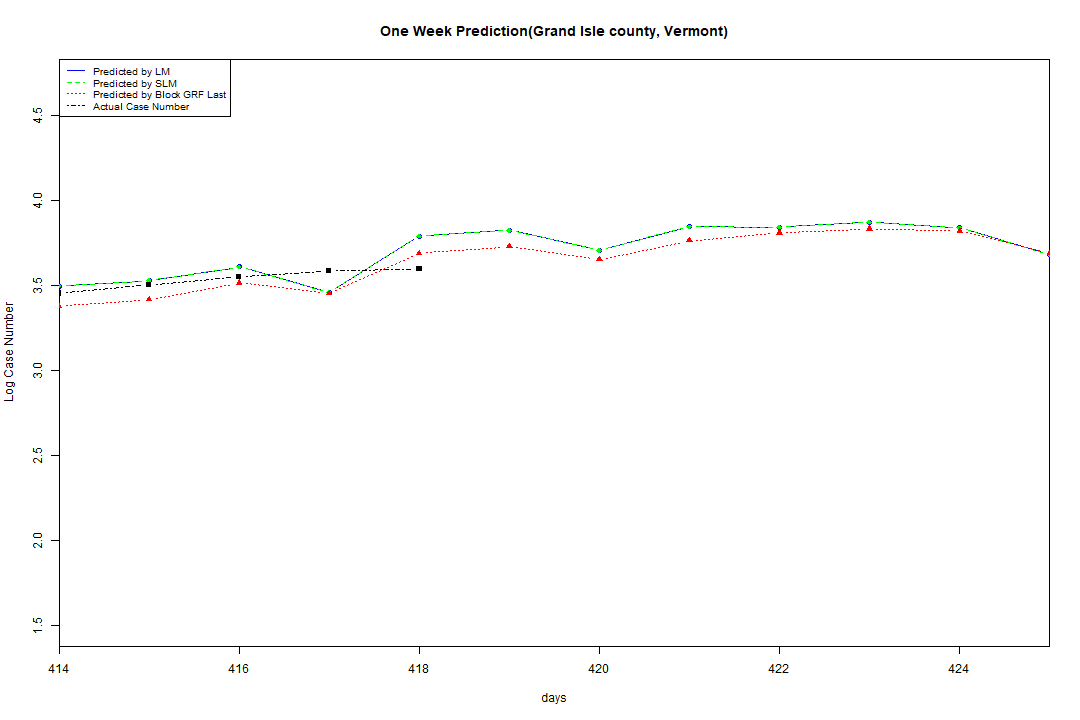 One Week Prediction(Grand Isle county, Vermont)
Predicted by LM
Predicted by SLM
Predicted by Block GRF Last
Actual Case Number
4.5
4.0
3.5
3.0
2.5
2.0
1.5
Log Case Number
414 416 418 420 422 424
days